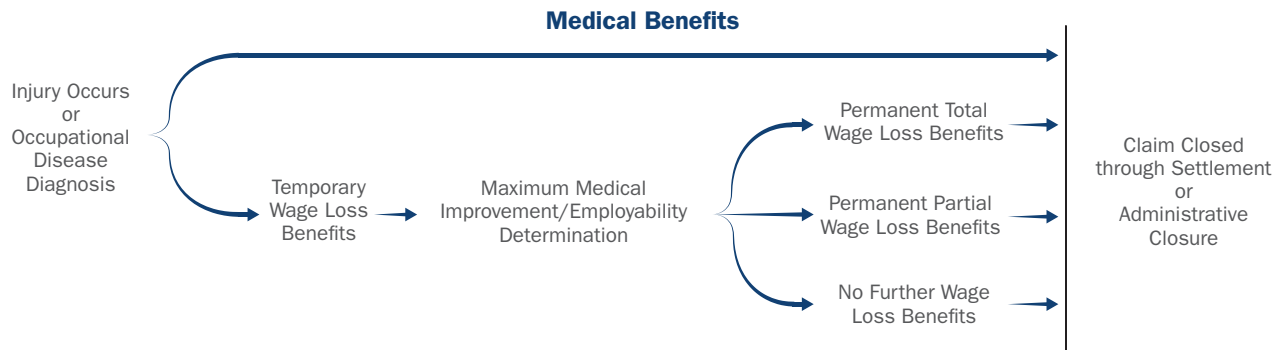 Medical Benefits
Injury Occurs
or
Occupational
Disease
Diagnosis
Temporary
Wage Loss
Benefits
Maximum Medical
Improvement/Employability
Determination
Permanent Total
Wage Loss Benefits
Permanent Partial
Wage Loss Benefits
No Further Wage
Loss Benefits
Claim Closed
through Settlement
or
Administrative
Closure